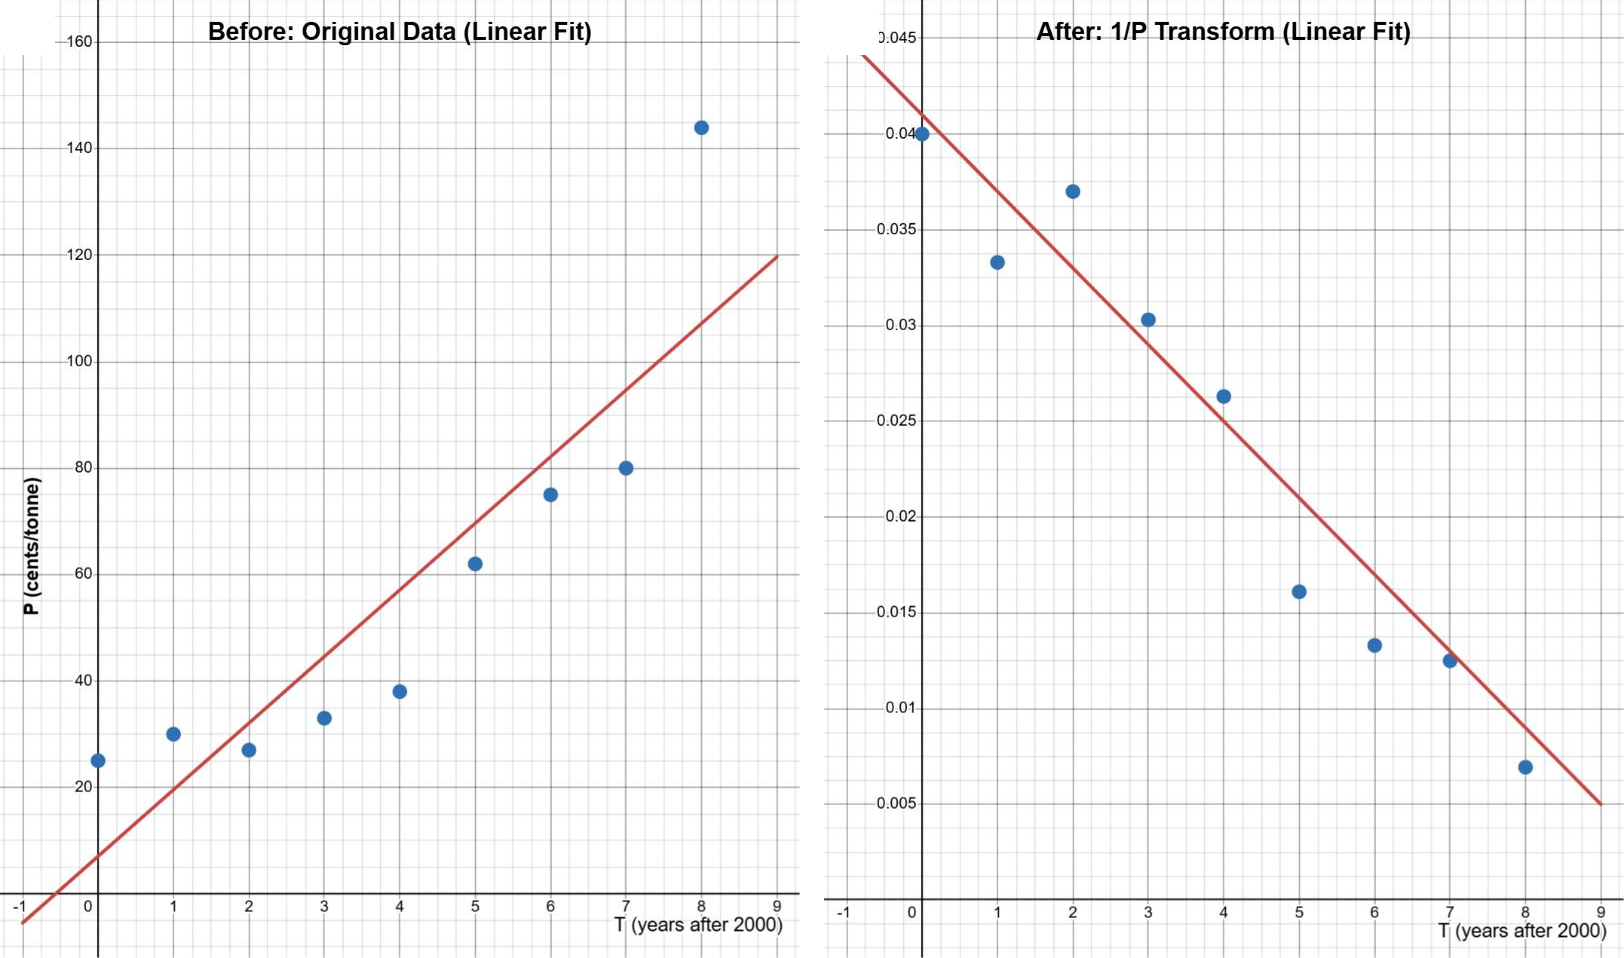 Before: Original Data (Linear Fit)
160
140
120
100
80
60
40
20
P (cents/tonne)
-1 0 1 2 3 4 5 6 7 8 9
T (years after 2000)
After: 1/P Transform (Linear Fit)
0.045
0.04
0.035
0.03
0.025
0.02
0.015
0.01
0.005
-1 0 1 2 3 4 5 6 7 8 9
T (years after 2000)